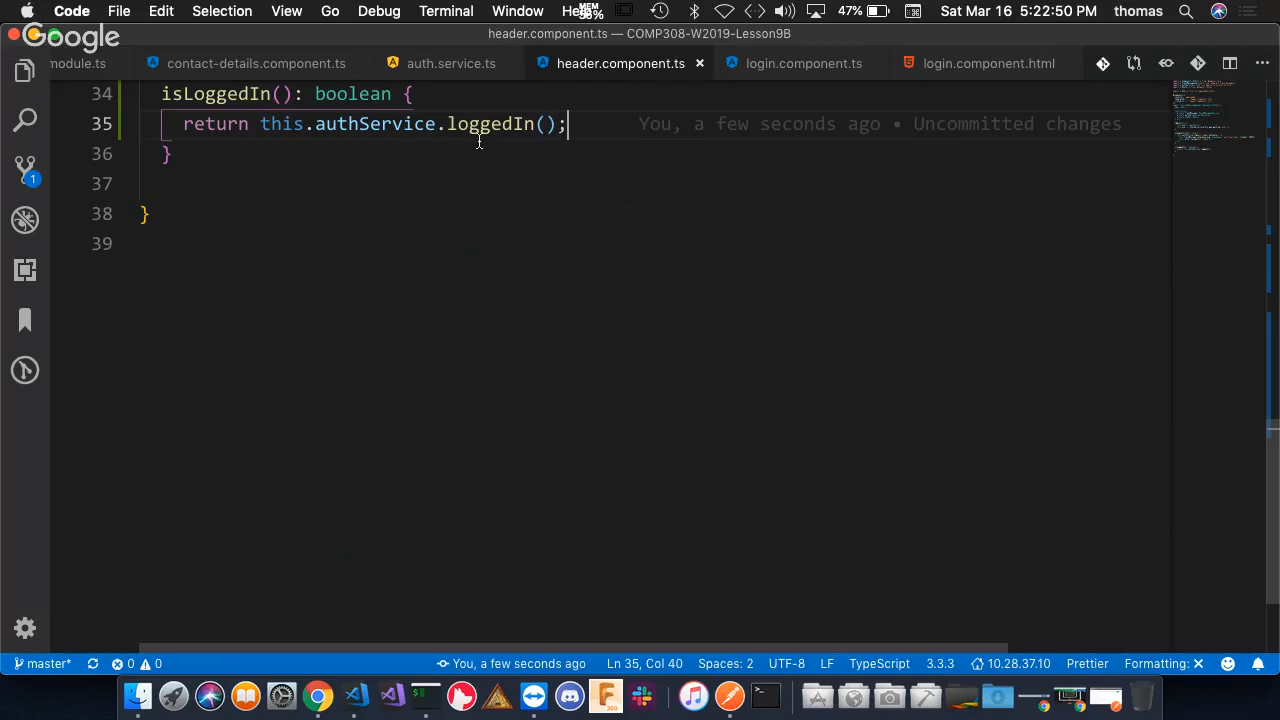 Code File Edit Selection View Go Debug Terminal Window Help MEM 56% 47% Sat Mar 16 5:22:50 PM thomas
Google
header.component.ts — COMP308-W2019-Lesson9B
module.ts contact-details.component.ts auth.service.ts header.component.ts × login.component.ts login.component.html
34 isLoggedIn(): boolean {
35 return this.authService.loggedIn(); You, a few seconds ago • Uncommitted changes
36 }
37
38 }
39
1
master* 0 0 You, a few seconds ago Ln 35, Col 40 Spaces: 2 UTF-8 LF TypeScript 3.3.3 10.28.37.10 Prettier Formatting: ×